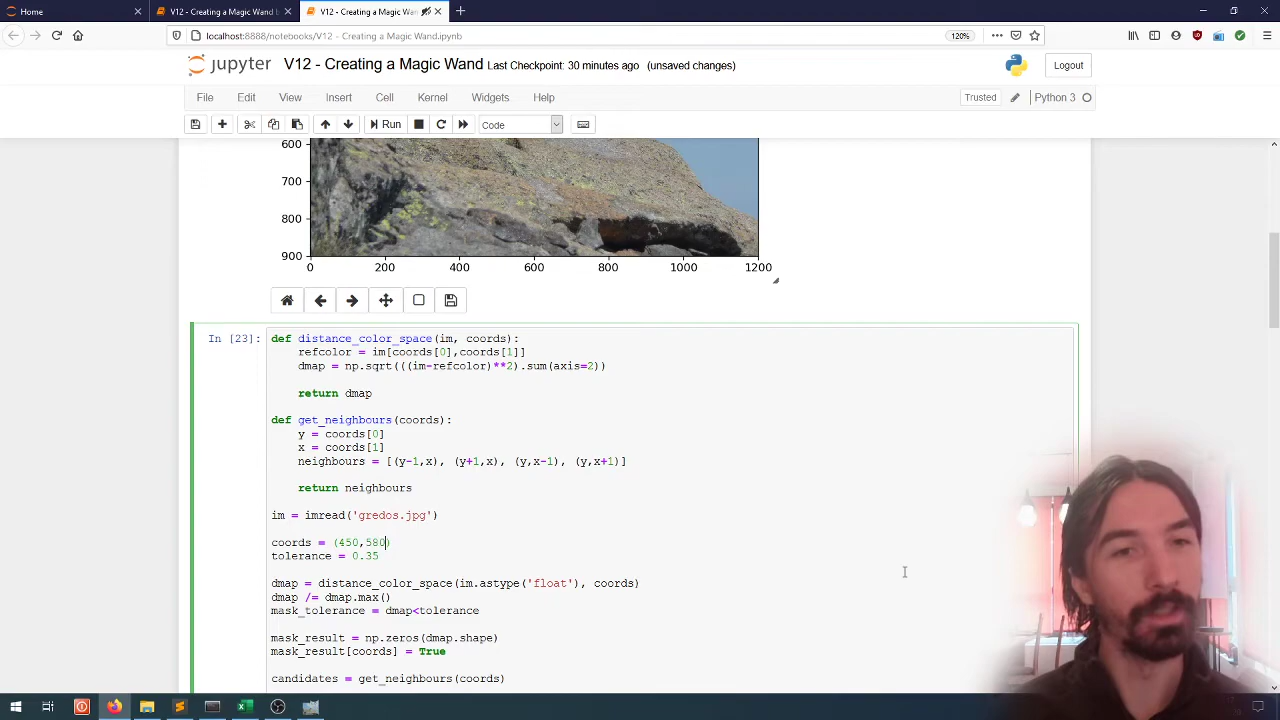 Home
V12 - Creating a Magic Wand b
V12 - Creating a Magic Wan
localhost:8888/notebooks/V12 - Creating a Magic Wand.ipynb
120%
jupyter V12 - Creating a Magic Wand Last Checkpoint: 30 minutes ago (unsaved changes)
Logout
File Edit View Insert Cell Kernel Widgets Help
Trusted
Python 3
Run
Code
600
700
800
900
0 200 400 600 800 1000 1200
In [23]:
def distance_color_space(im, coords):
refcolor = im[coords[0],coords[1]]
dmap = np.sqrt(((im-refcolor)**2).sum(axis=2))
return dmap
def get_neighbours(coords):
y = coords[0]
x = coords[1]
neighbours = [(y-1,x), (y+1,x), (y,x-1), (y,x+1)]
return neighbours
im = imread('gredos.jpg')
coords = (450,580)
tolerance = 0.35
dmap = distance_color_space(im.astype('float'), coords)
dmap /= dmap.max()
mask_tolerance = dmap<tolerance
mask_result = np.zeros(dmap.shape)
mask_result[coords] = True
candidates = get_neighbours(coords)